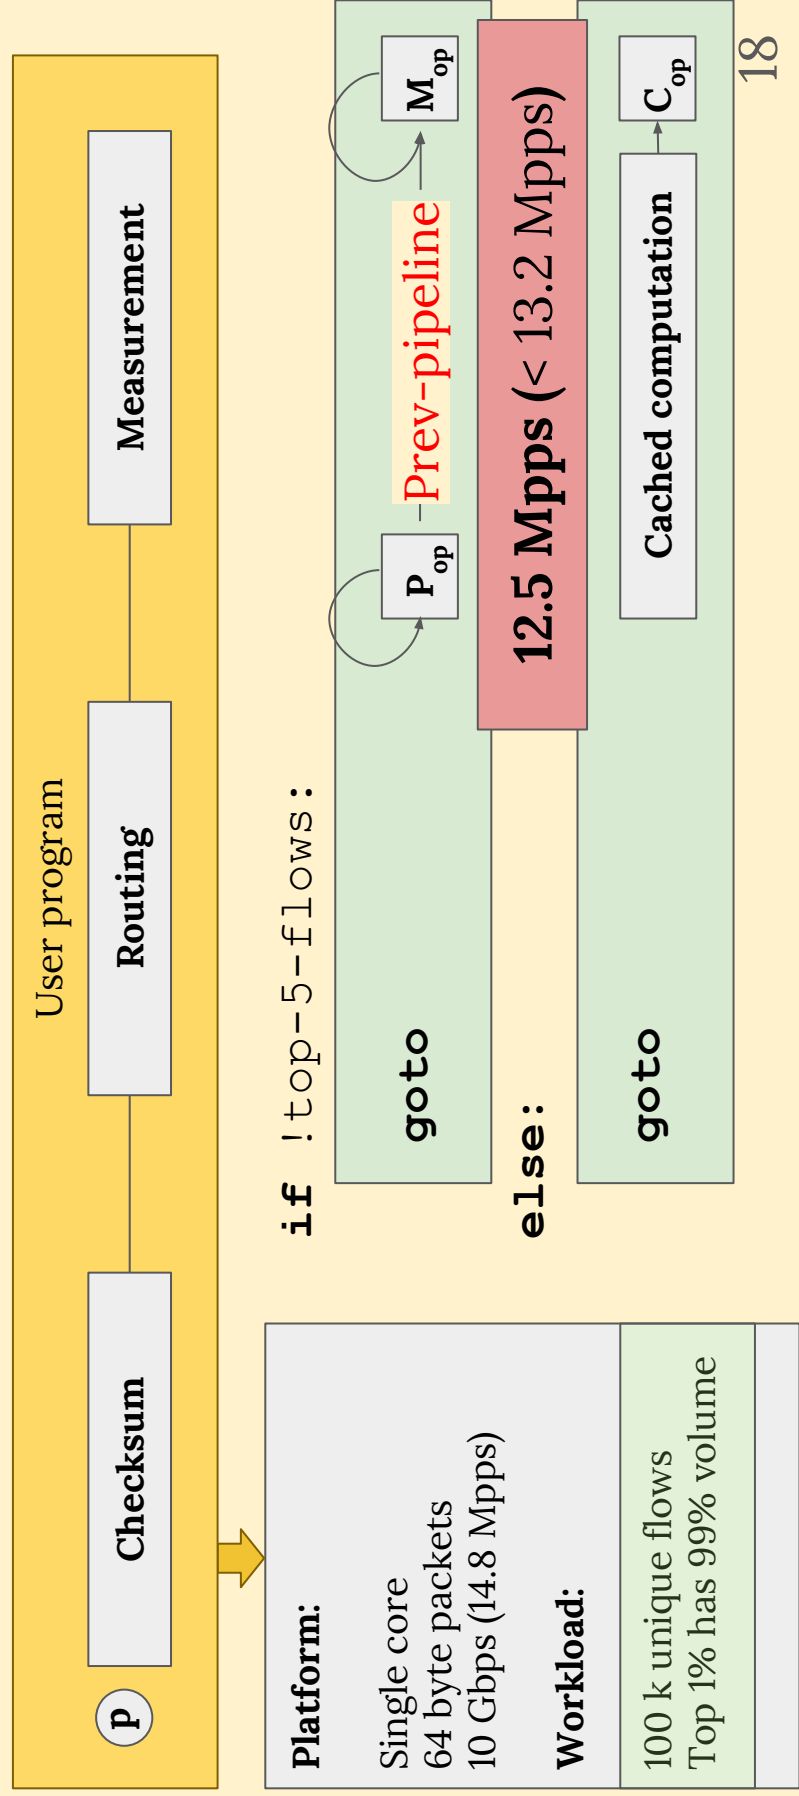 User program
p
Checksum
Routing
Measurement
Platform:
Single core
64 byte packets
10 Gbps (14.8 Mpps)
Workload:
100 k unique flows
Top 1% has 99% volume
if !top-5-flows:
goto
Pop
Prev-pipeline
Mop
12.5 Mpps (< 13.2 Mpps)
else:
goto
Cached computation
Cop
18